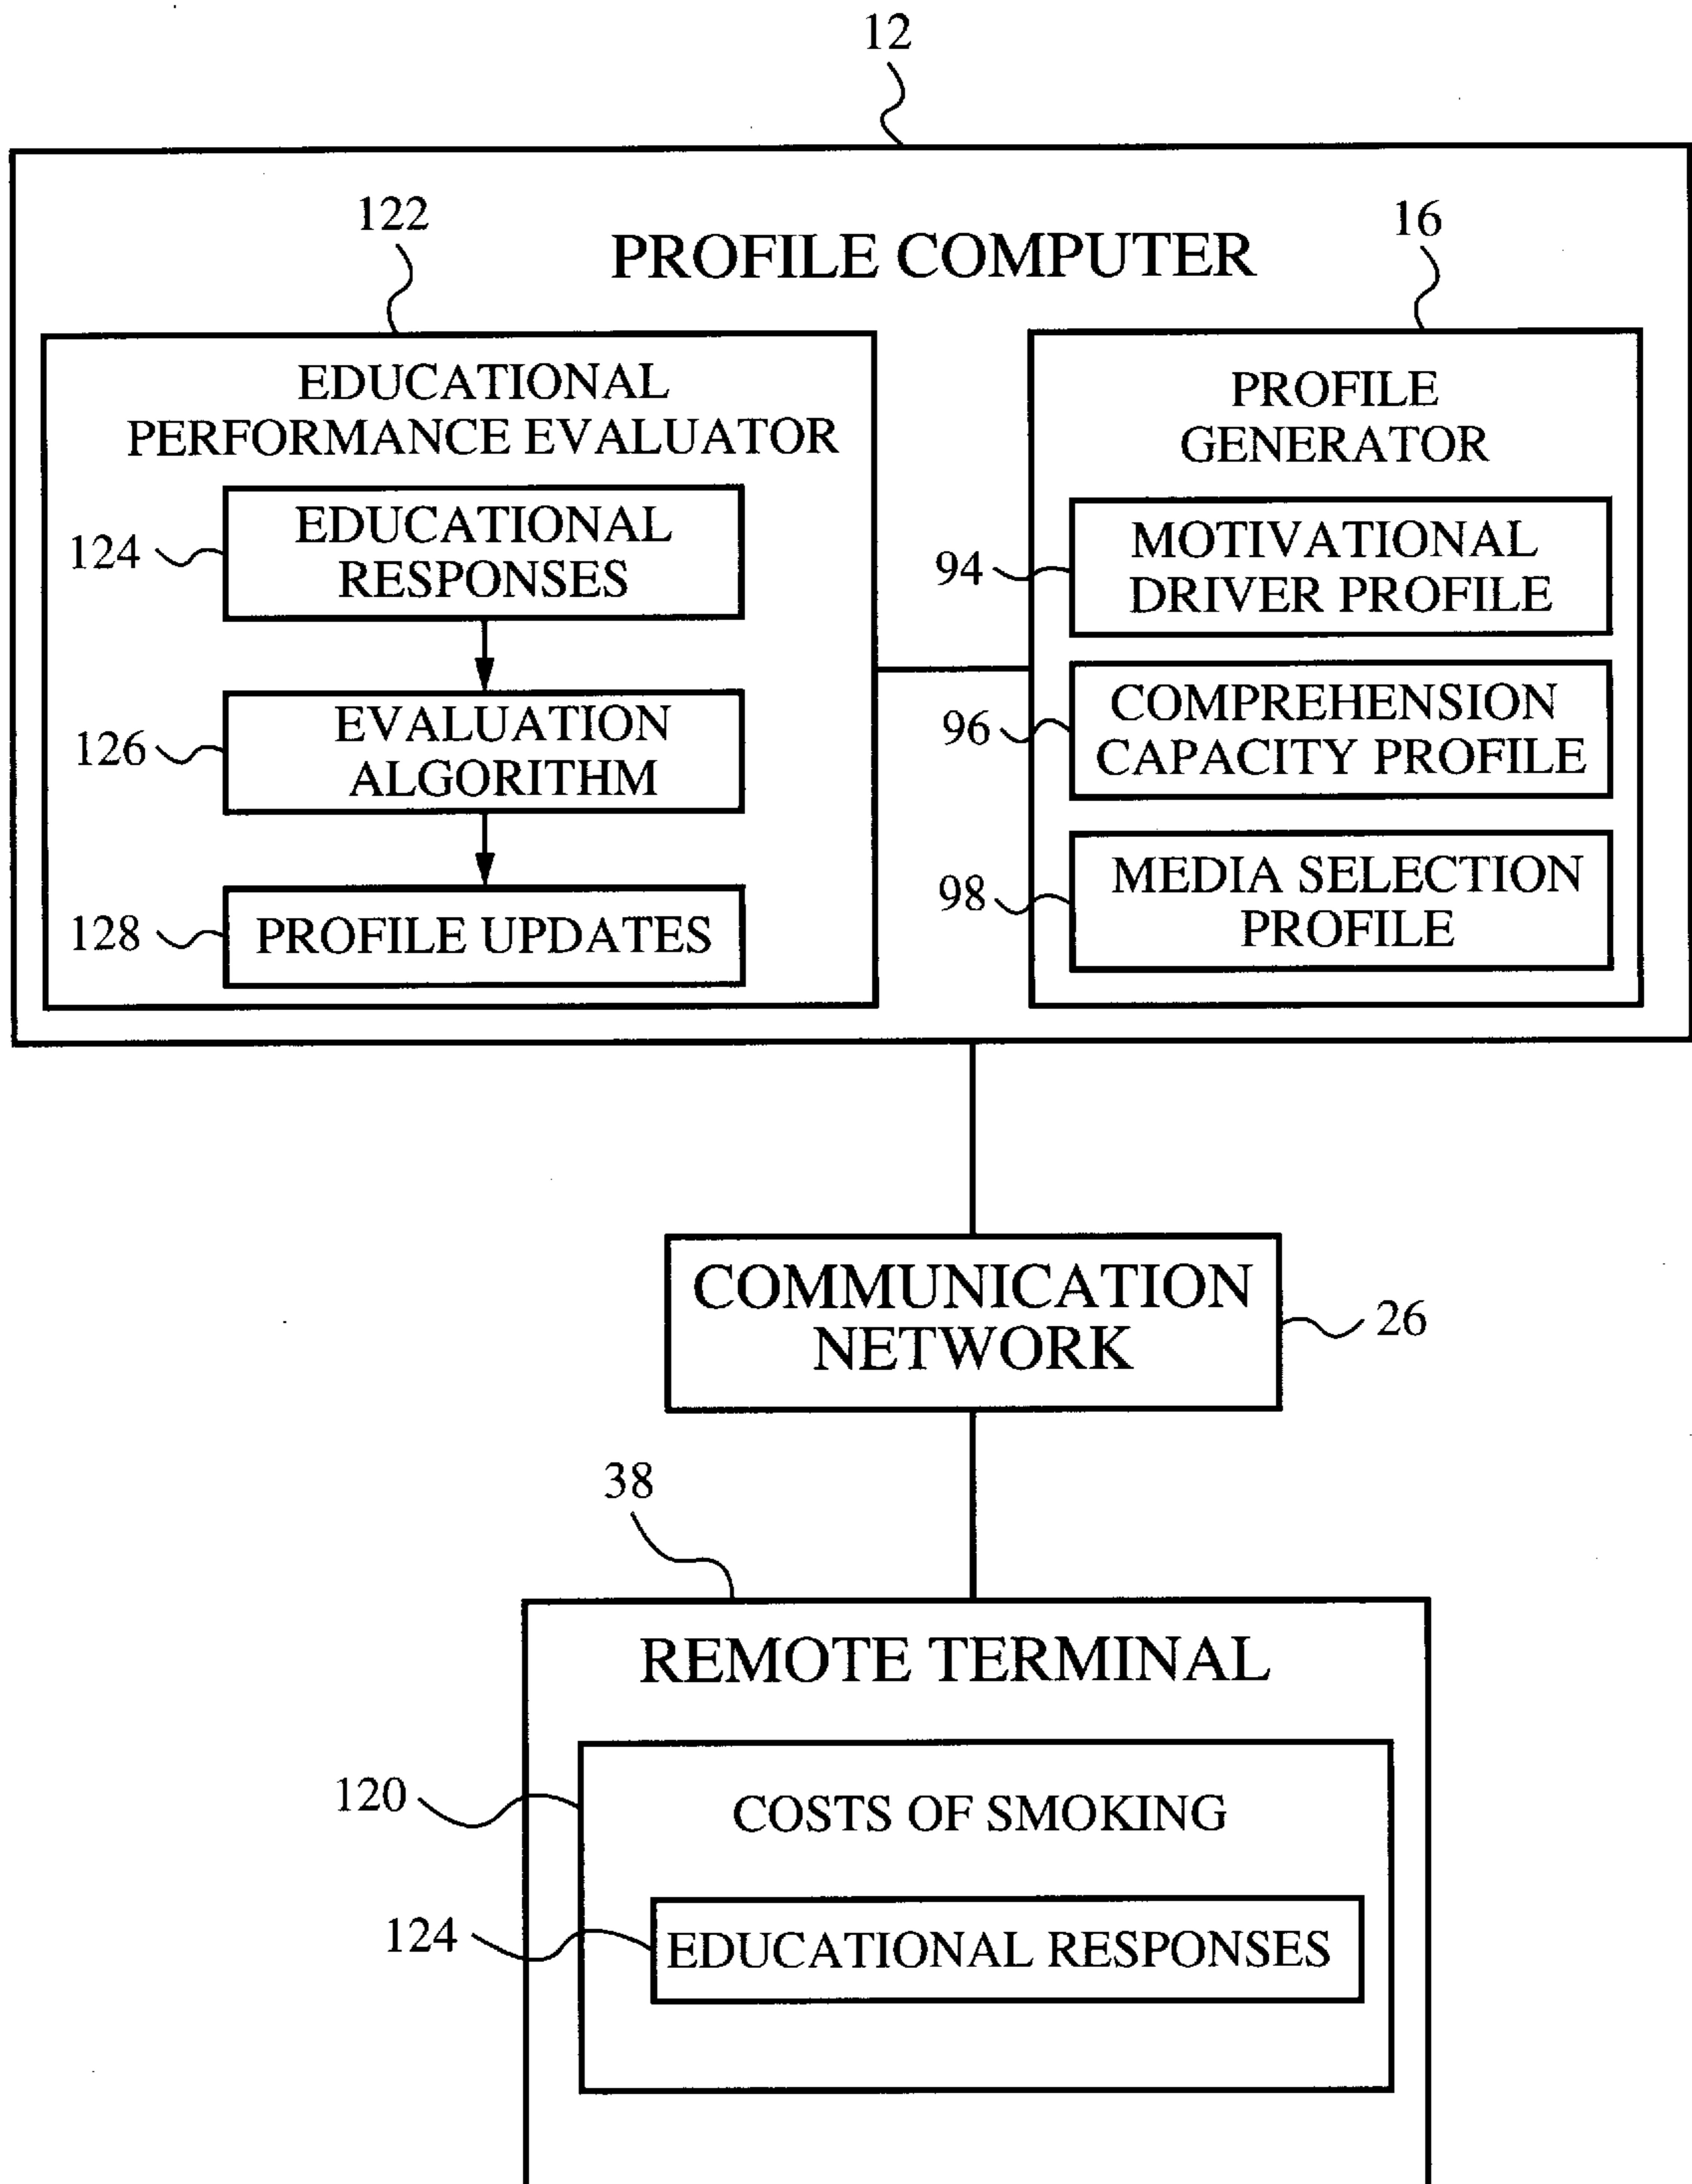 12
122
16
PROFILE COMPUTER
EDUCATIONAL
PERFORMANCE EVALUATOR
124
EDUCATIONAL
RESPONSES
126
EVALUATION
ALGORITHM
128
PROFILE UPDATES
PROFILE
GENERATOR
94
MOTIVATIONAL
DRIVER PROFILE
96
COMPREHENSION
CAPACITY PROFILE
98
MEDIA SELECTION
PROFILE
COMMUNICATION
NETWORK
26
38
REMOTE TERMINAL
120
COSTS OF SMOKING
124
EDUCATIONAL RESPONSES